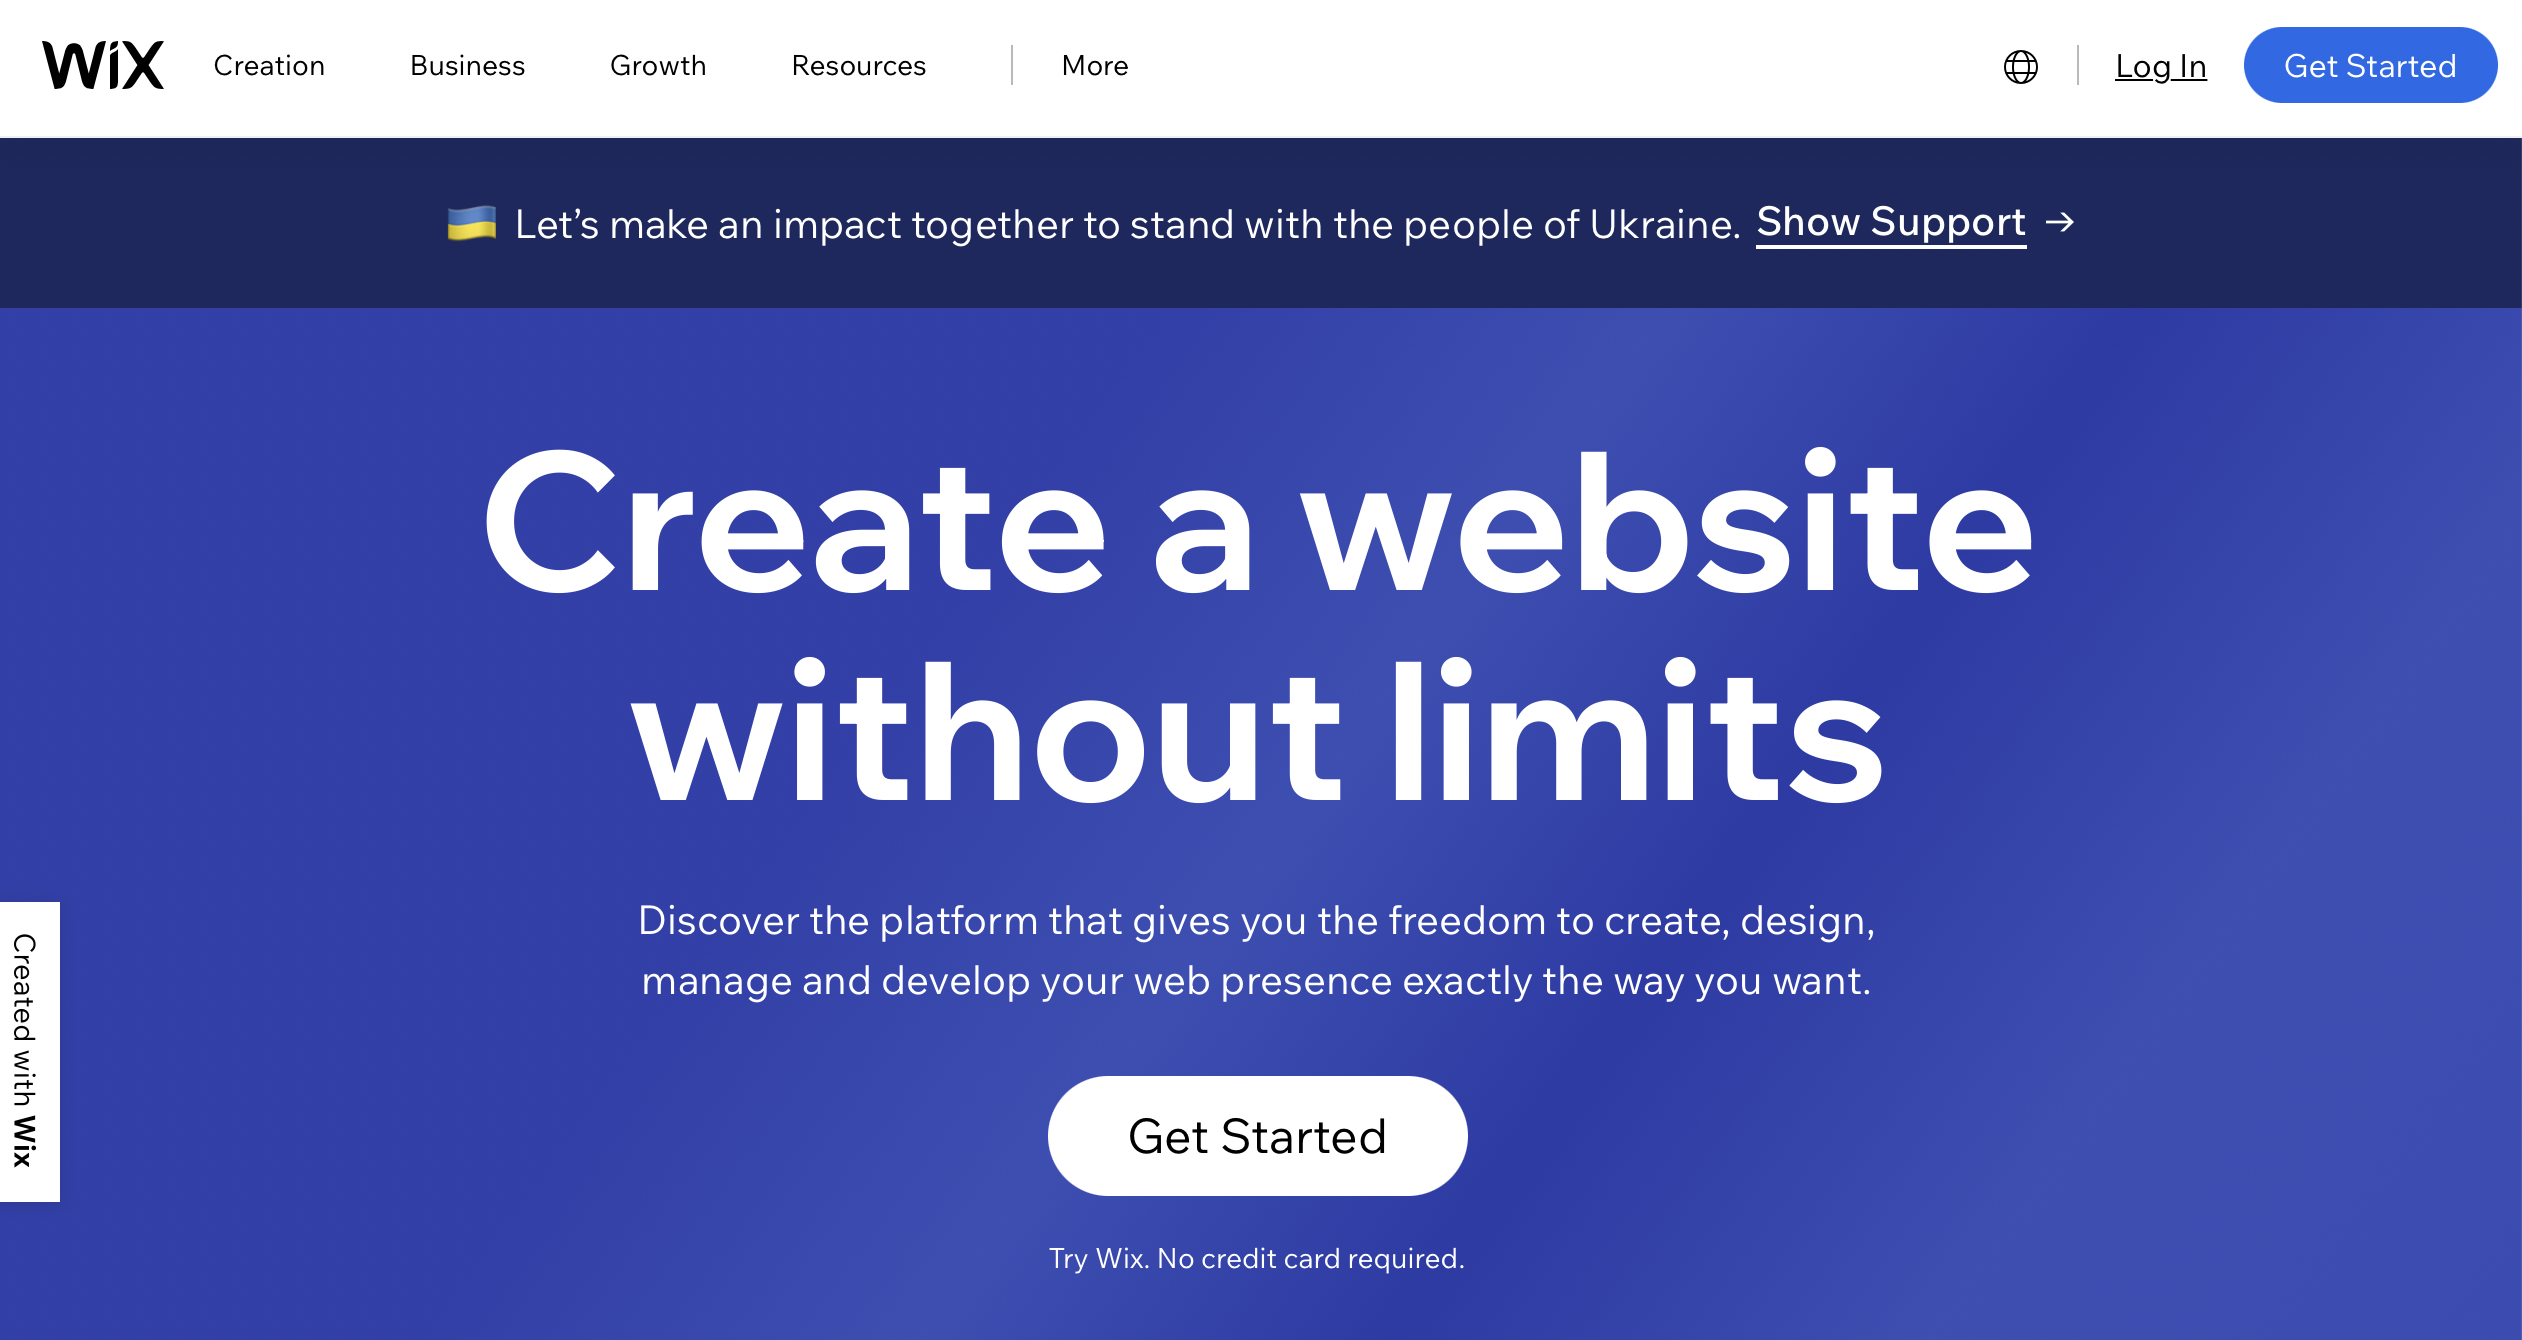 WiX
Creation
Business
Growth
Resources
More
Log In
Get Started
Let’s make an impact together to stand with the people of Ukraine. Show Support →
Create a website
without limits
Discover the platform that gives you the freedom to create, design,
manage and develop your web presence exactly the way you want.
Get Started
Try Wix. No credit card required.
Created with Wix